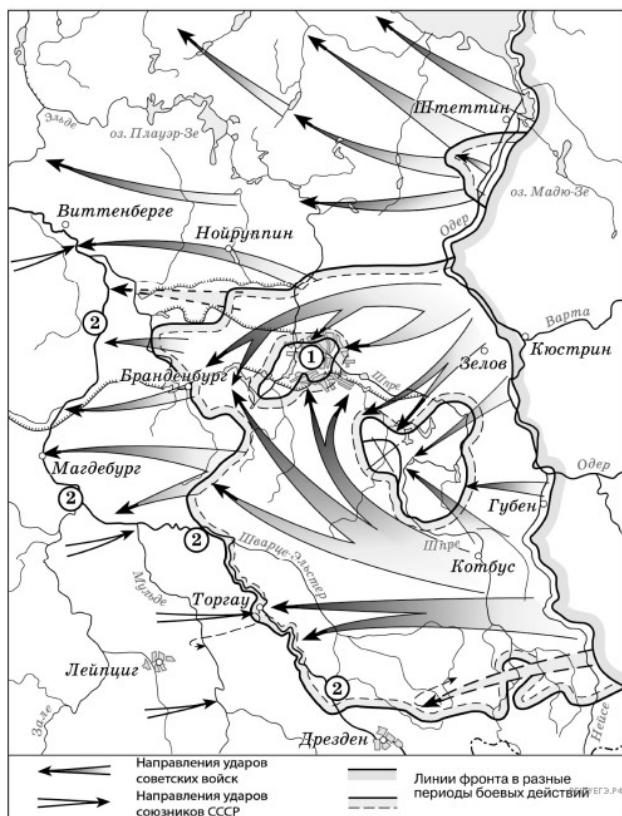 Штеттин
Эльде
оз. Плауэр-Зе
оз. Мадю-Зе
Виттенберге
Нойруппин
Одер
2
Варта
1
Кюстрин
Зелов
Бранденбург
Шпре
Магдебург
Одер
2
Губен
2
Шварце-Эльстер
Шпре
Котбус
Мульде
Торгау
Лейпциг
2
Зале
Дрезден
Нейсе
Направления ударов
советских войск
Направления ударов
союзников СССР
Линии фронта в разные
периоды боевых действий